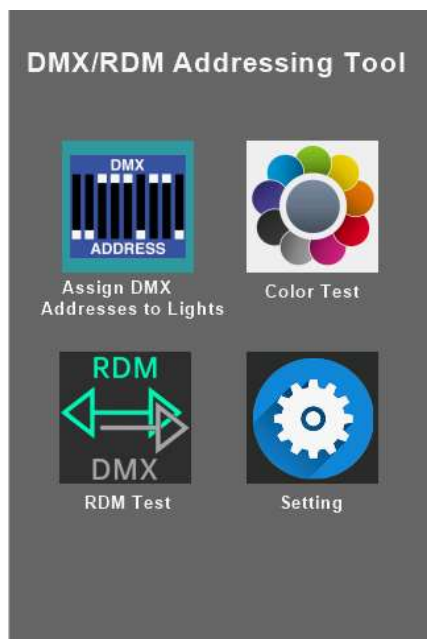 DMX/RDM Addressing Tool
DMX
ADDRESS
Assign DMX
Addresses to Lights
Color Test
RDM
DMX
RDM Test
Setting